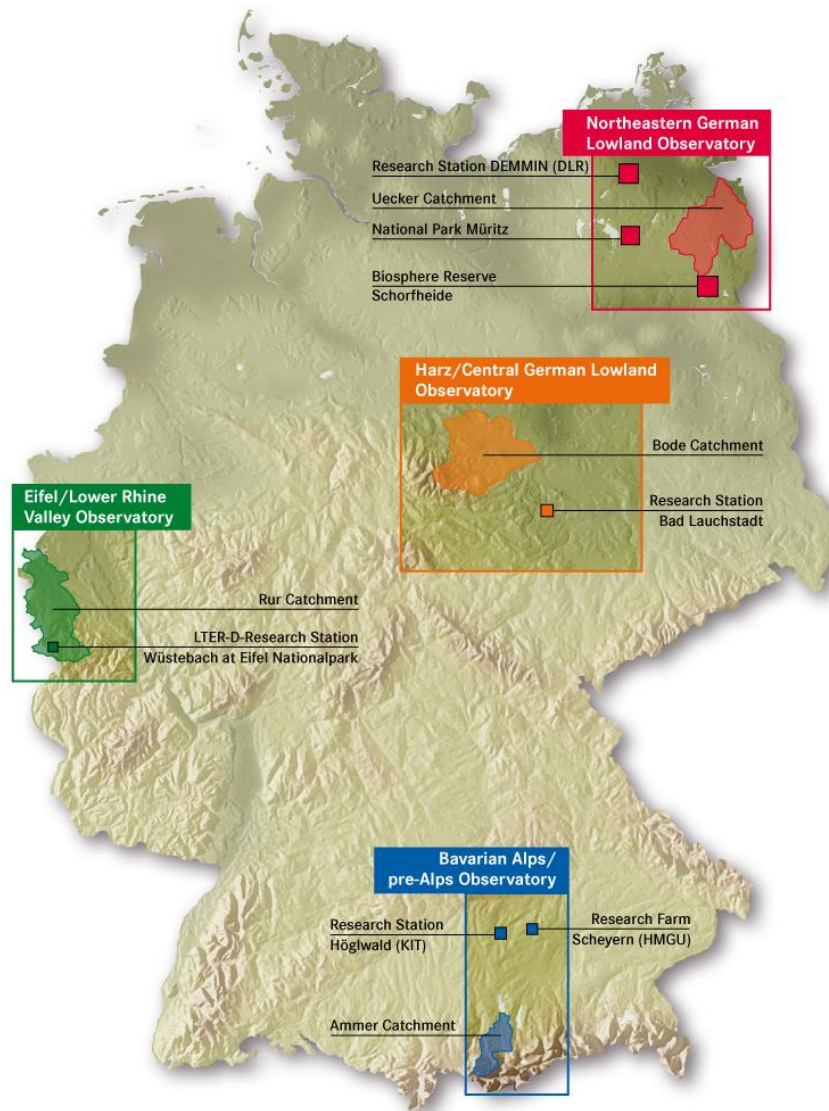 Northeastern German
Lowland Observatory
Research Station DEMMIN (DLR)
Uecker Catchment
National Park Müritz
Biosphere Reserve
Schorfheide
Harz/Central German Lowland
Observatory
Bode Catchment
Research Station
Bad Lauchstadt
Eifel/Lower Rhine
Valley Observatory
Rur Catchment
LTER-D-Research Station
Wüstebach at Eifel Nationalpark
Bavarian Alps/
pre-Alps Observatory
Research Station
Höglwald (KIT)
Research Farm
Scheyern (HMGU)
Ammer Catchment